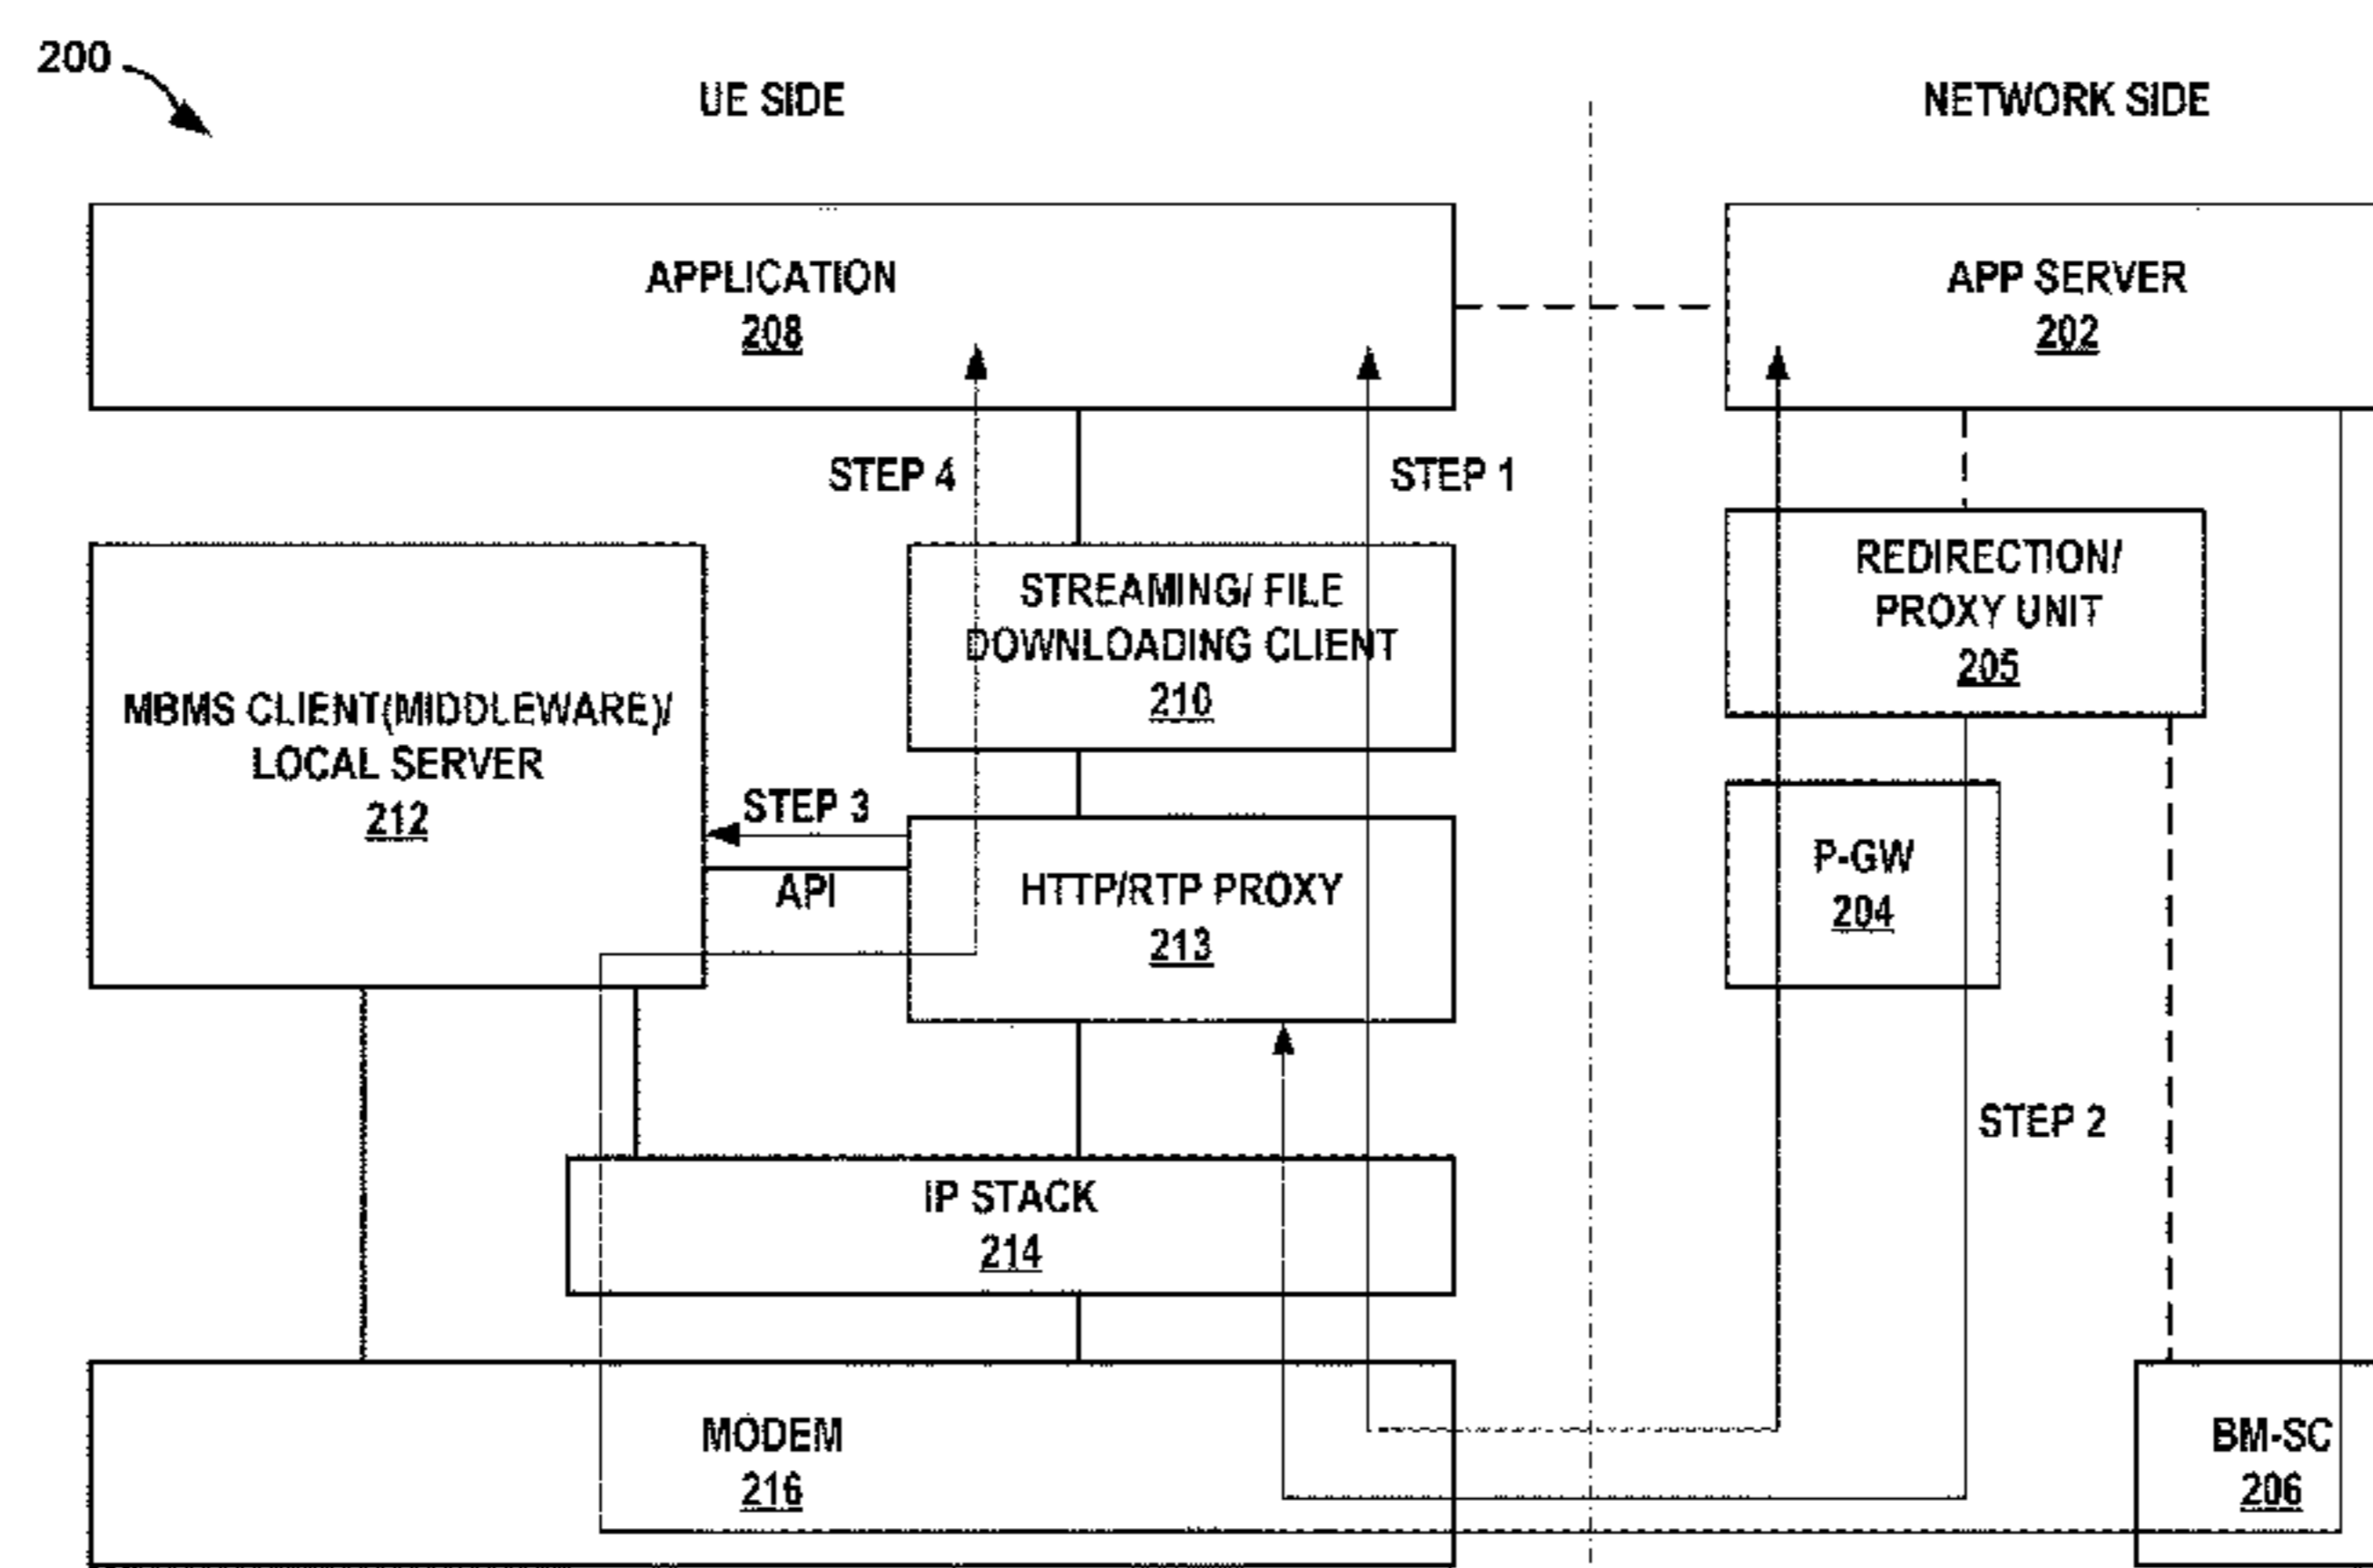 200
UE SIDE
NETWORK SIDE
APPLICATION
208
APP SERVER
202
STEP 4
STEP 1
STREAMING/ FILE
DOWNLOADING CLIENT
210
REDIRECTION/
PROXY UNIT
205
MBMS CLIENT(MIDDLEWARE)/
LOCAL SERVER
212
STEP 3
API
HTTP/RTP PROXY
213
P-GW
204
STEP 2
IP STACK
214
MODEM
216
BM-SC
206